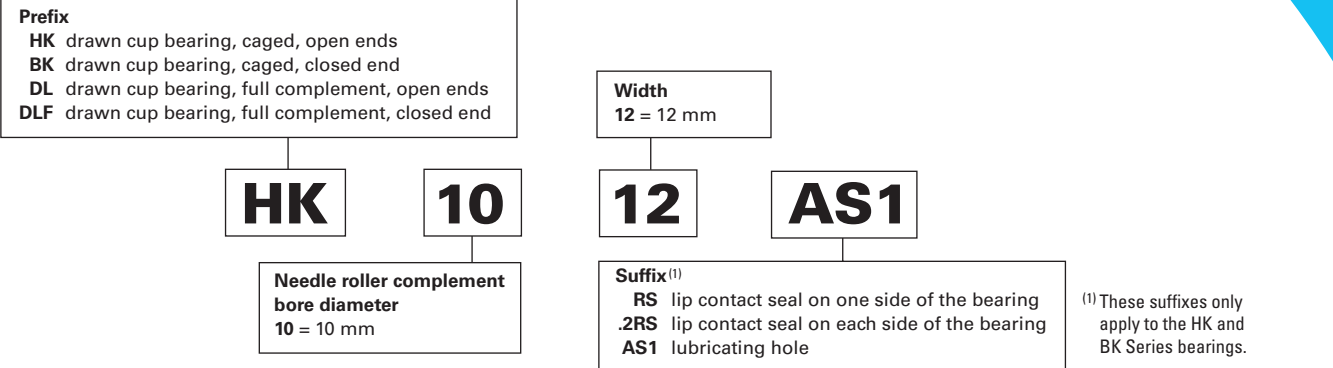 Prefix
HK drawn cup bearing, caged, open ends
BK drawn cup bearing, caged, closed end
DL drawn cup bearing, full complement, open ends
DLF drawn cup bearing, full complement, closed end
Width
12 = 12 mm
HK 10 12 AS1
Needle roller complement
bore diameter
10 = 10 mm
Suffix(1)
RS lip contact seal on one side of the bearing
.2RS lip contact seal on each side of the bearing
AS1 lubricating hole
(1) These suffixes only
apply to the HK and
BK Series bearings.